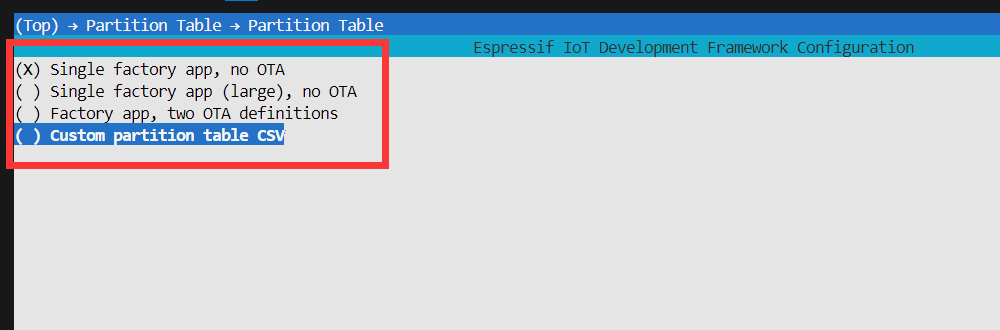 (Top) → Partition Table → Partition Table
Espressif IoT Development Framework Configuration
(X) Single factory app, no OTA
( ) Single factory app (large), no OTA
( ) Factory app, two OTA definitions
( ) Custom partition table CSV